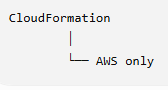 CloudFormation
│
└── AWS only